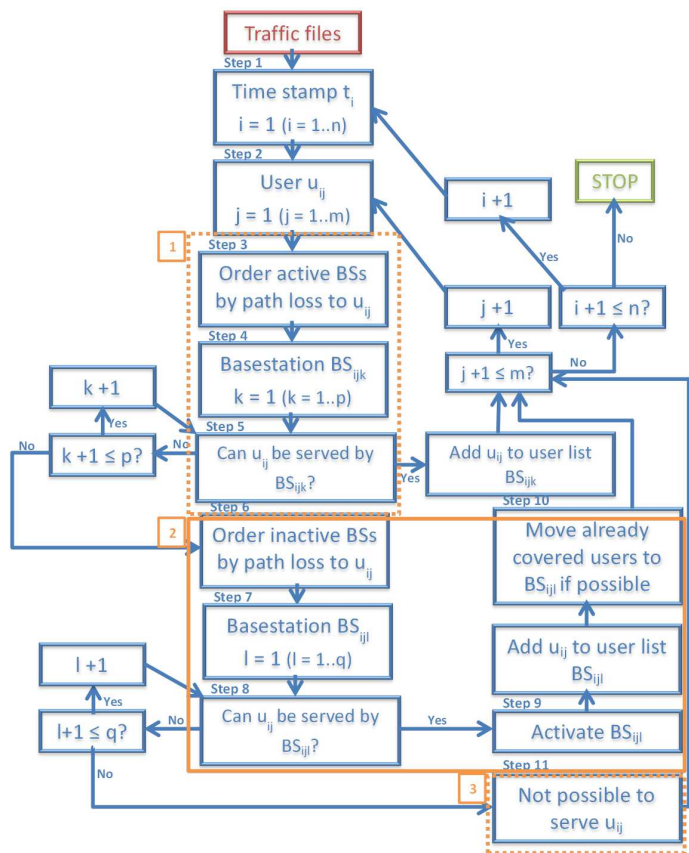 Traffic files
Step 1
Time stamp tᵢ
i = 1 (i = 1..n)
Step 2
User uᵢⱼ
j = 1 (j = 1..m)
i +1
STOP
1
Step 3
Yes
No
Order active BSs
by path loss to uᵢⱼ
j +1
i +1 ≤ n?
Step 4
Yes
Basestation BSᵢⱼₖ
k = 1 (k = 1..p)
j +1 ≤ m?
No
k +1
Yes
Step 5
No
k +1 ≤ p?
No
Can uᵢⱼ be served by
BSᵢⱼₖ?
Yes
Add uᵢⱼ to user list
BSᵢⱼₖ
Step 6
Step 10
2
Order inactive BSs
by path loss to uᵢⱼ
Move already
covered users to
BSᵢⱼₗ if possible
Step 7
Basestation BSᵢⱼₗ
l = 1 (l = 1..q)
Add uᵢⱼ to user list
BSᵢⱼₗ
l +1
Yes
Step 8
Step 9
l+1 ≤ q?
No
Can uᵢⱼ be served by
BSᵢⱼₗ?
Yes
Activate BSᵢⱼₗ
No
Step 11
3
Not possible to
serve uᵢⱼ